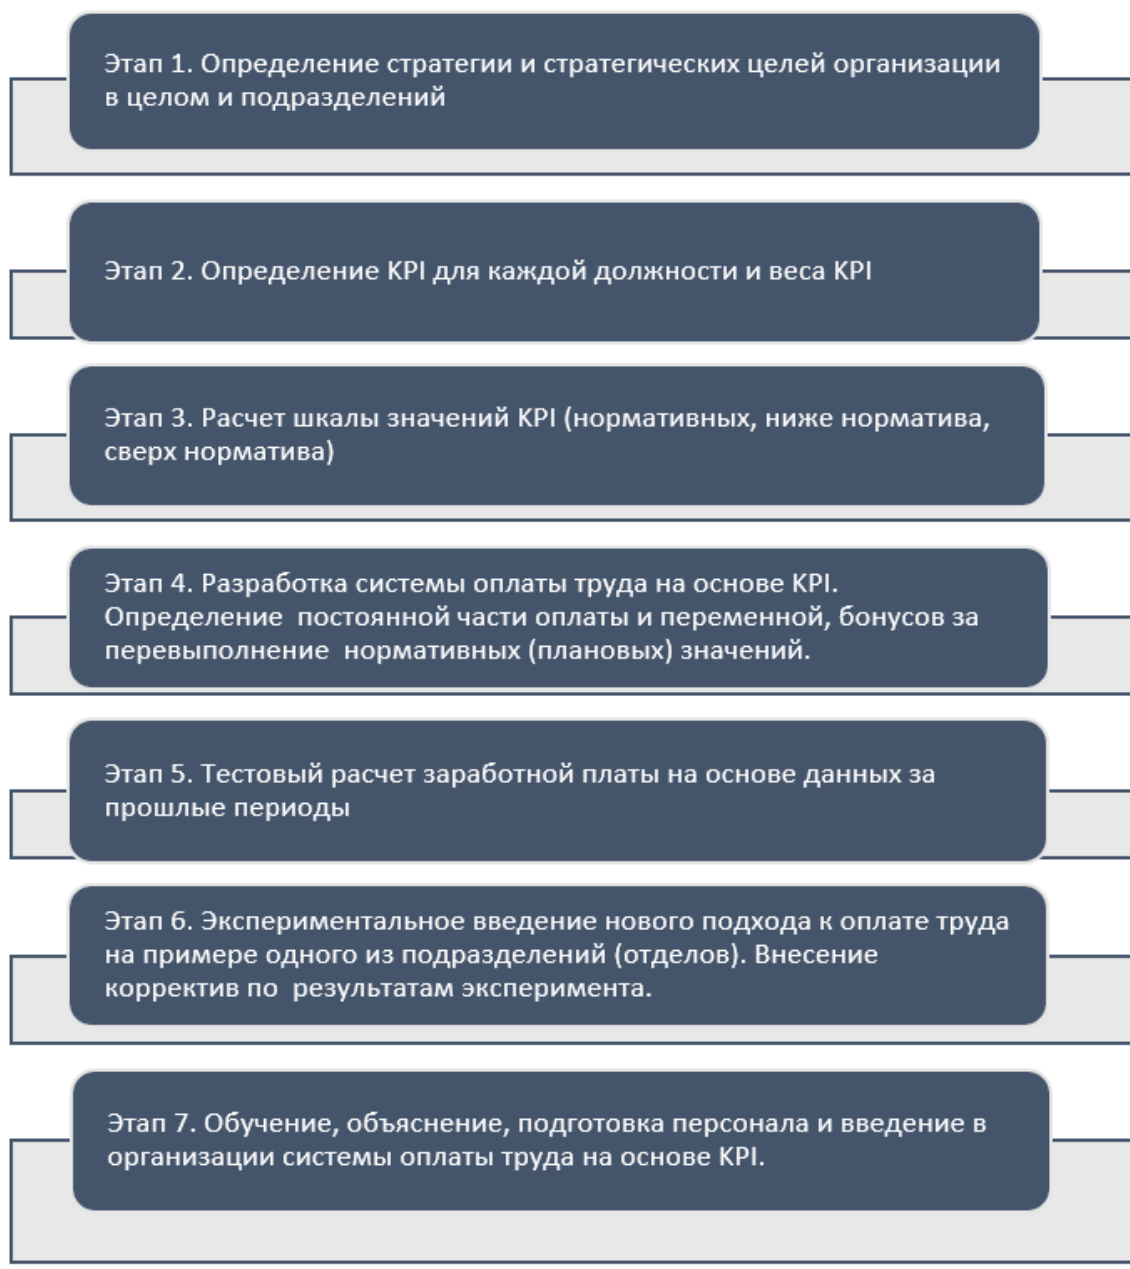 Этап 1. Определение стратегии и стратегических целей организации
в целом и подразделений
Этап 2. Определение KPI для каждой должности и веса KPI
Этап 3. Расчет шкалы значений KPI (нормативных, ниже норматива,
сверх норматива)
Этап 4. Разработка системы оплаты труда на основе KPI.
Определение  постоянной части оплаты и переменной, бонусов за
перевыполнение  нормативных (плановых) значений.
Этап 5. Тестовый расчет заработной платы на основе данных за
прошлые периоды
Этап 6. Экспериментальное введение нового подхода к оплате труда
на примере одного из подразделений (отделов). Внесение
корректив по  результатам эксперимента.
Этап 7. Обучение, объяснение, подготовка персонала и введение в
организации системы оплаты труда на основе KPI.